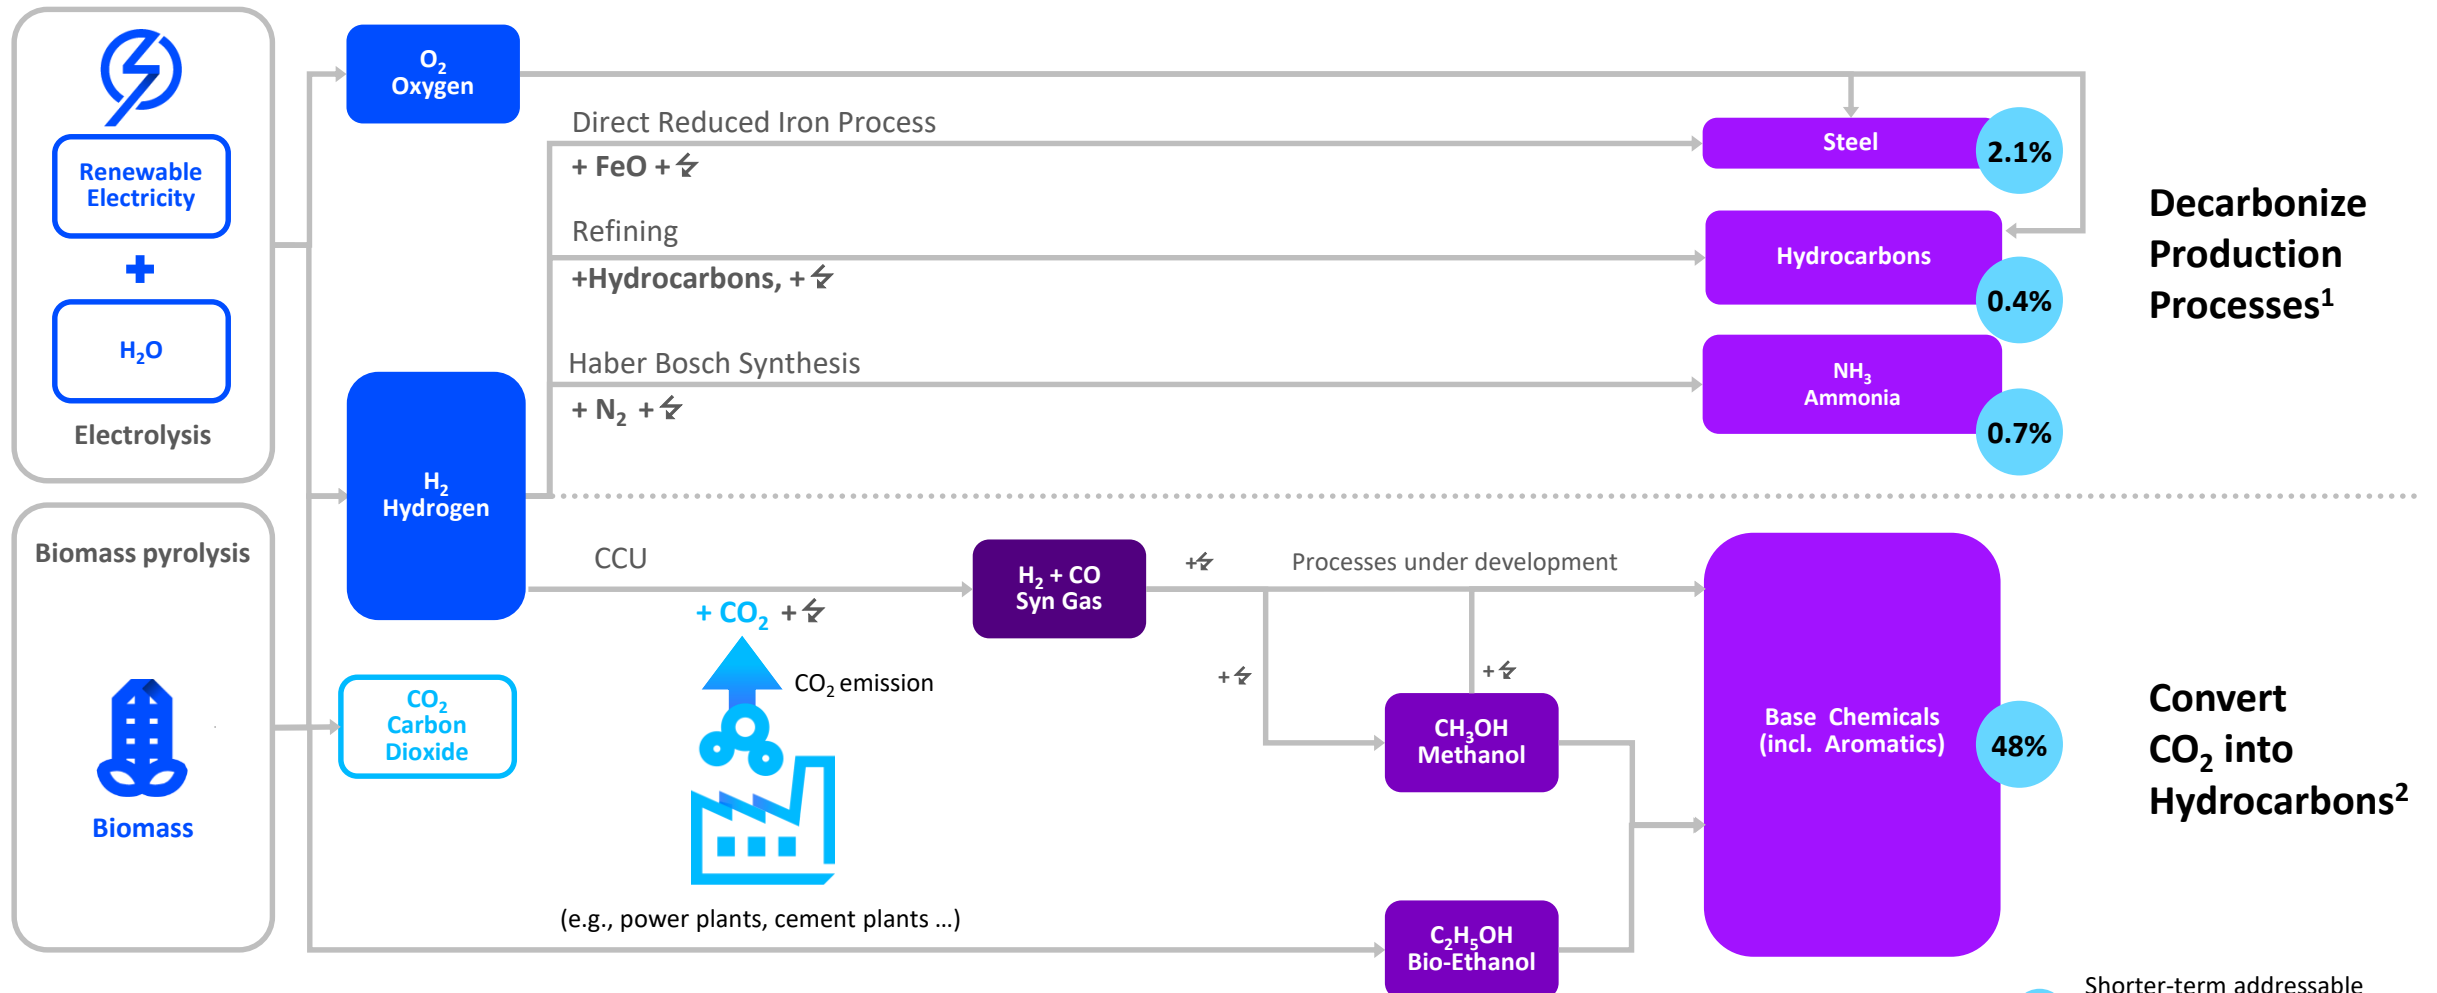 Renewable
Electricity
H₂O
Electrolysis
Biomass pyrolysis
Biomass
O₂
Oxygen
H₂
Hydrogen
CO₂
Carbon
Dioxide
Direct Reduced Iron Process
+ FeO +
Refining
+Hydrocarbons, +
Haber Bosch Synthesis
+ N₂ +
CCU
+ CO₂ +
CO₂ emission
(e.g., power plants, cement plants …)
H₂ + CO
Syn Gas
+
Processes under development
+
+
CH₃OH
Methanol
C₂H₅OH
Bio-Ethanol
Steel
2.1%
Hydrocarbons
0.4%
NH₃
Ammonia
0.7%
Base Chemicals
(incl. Aromatics)
48%
Decarbonize
Production
Processes¹
Convert
CO₂ into
Hydrocarbons²
Shorter-term addressable